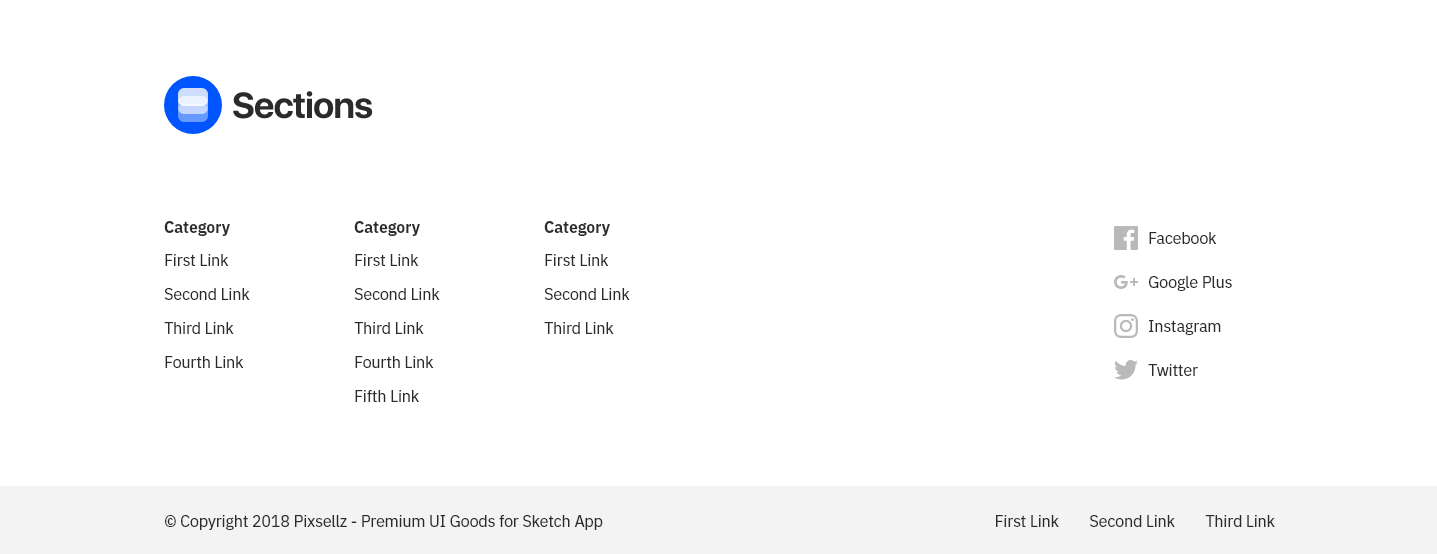 Sections
Category
First Link
Second Link
Third Link
Fourth Link
Category
First Link
Second Link
Third Link
Fourth Link
Fifth Link
Category
First Link
Second Link
Third Link
Facebook
Google Plus
Instagram
Twitter
© Copyright 2018 Pixsellz - Premium UI Goods for Sketch App
First Link
Second Link
Third Link